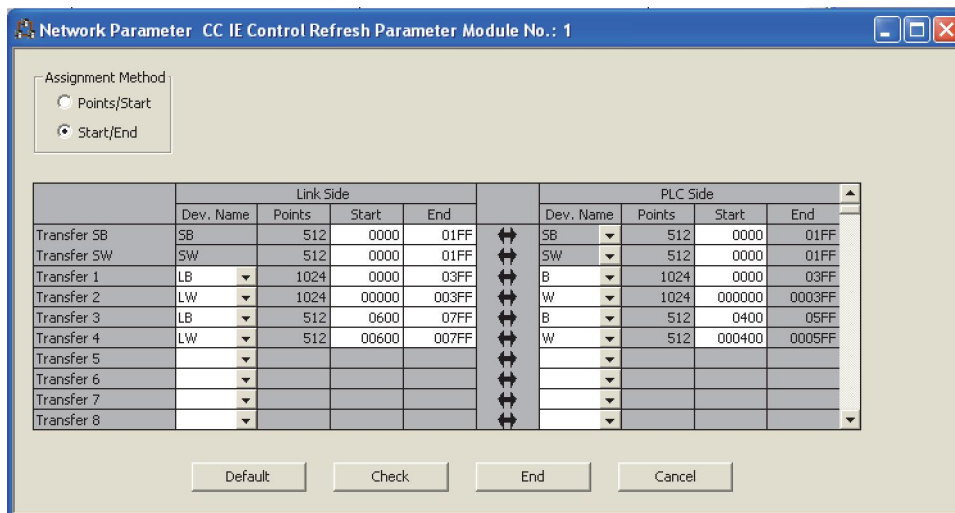 Network Parameter CC IE Control Refresh Parameter Module No.: 1
Assignment Method
Points/Start
Start/End
Link Side PLC Side
Dev. Name Points Start End Dev. Name Points Start End
Transfer SB SB 512 0000 01FF SB 512 0000 01FF
Transfer SW SW 512 0000 01FF SW 512 0000 01FF
Transfer 1 LB 1024 0000 03FF B 1024 0000 03FF
Transfer 2 LW 1024 00000 003FF W 1024 000000 0003FF
Transfer 3 LB 512 0600 07FF B 512 0400 05FF
Transfer 4 LW 512 00600 007FF W 512 000400 0005FF
Transfer 5
Transfer 6
Transfer 7
Transfer 8
Default Check End Cancel